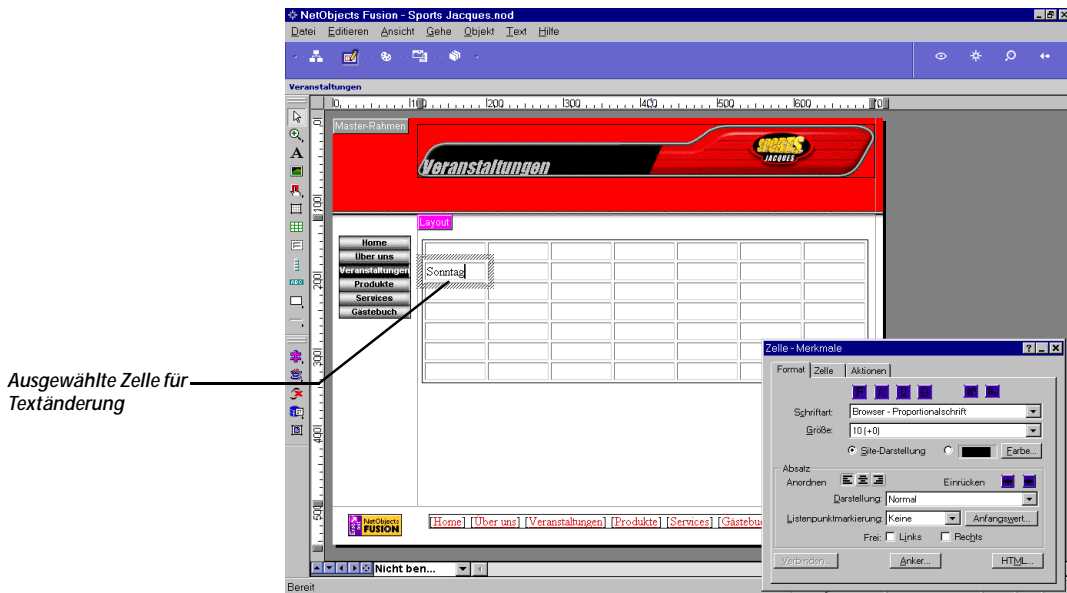 NetObjects Fusion - Sports Jacques.nod
Datei Editieren Ansicht Gehe Objekt Text Hilfe
Veranstaltungen
Master-Rahmen
Veranstaltungen
SPORTS
JACQUES
Layout
Home
Über uns
Veranstaltungen
Produkte
Services
Gästebuch
Sonntag
Ausgewählte Zelle für
Textänderung
Zelle - Merkmale
Format Zelle Aktionen
Schriftart: Browser - Proportionalschrift
Größe: 10 (+0)
Site-Darstellung Farbe...
Absatz
Anordnen Einrücken
Darstellung: Normal
Listenpunktmarkierung: Keine Anfangswert...
Frei: Links Rechts
Verbinden... Anker... HTML...
NetObjects
FUSION
[Home] [Über uns] [Veranstaltungen] [Produkte] [Services]
Nicht ben...
Bereit